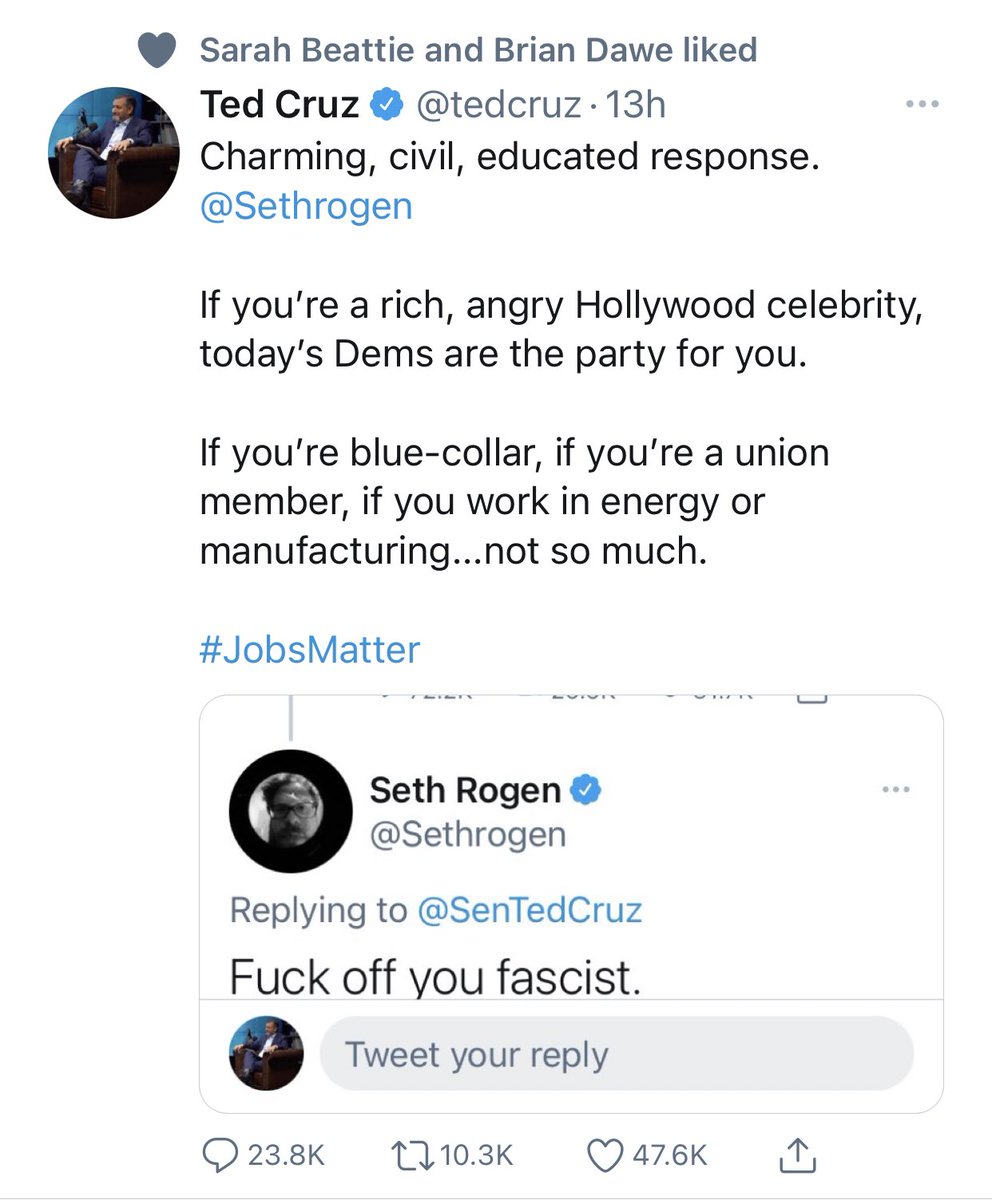 Sarah Beattie and Brian Dawe liked
Ted Cruz @tedcruz · 13h
Charming, civil, educated response.
@Sethrogen
If you’re a rich, angry Hollywood celebrity,
today’s Dems are the party for you.
If you’re blue-collar, if you’re a union
member, if you work in energy or
manufacturing...not so much.
#JobsMatter
Seth Rogen
@Sethrogen
Replying to @SenTedCruz
Fuck off you fascist.
Tweet your reply
23.8K 10.3K 47.6K